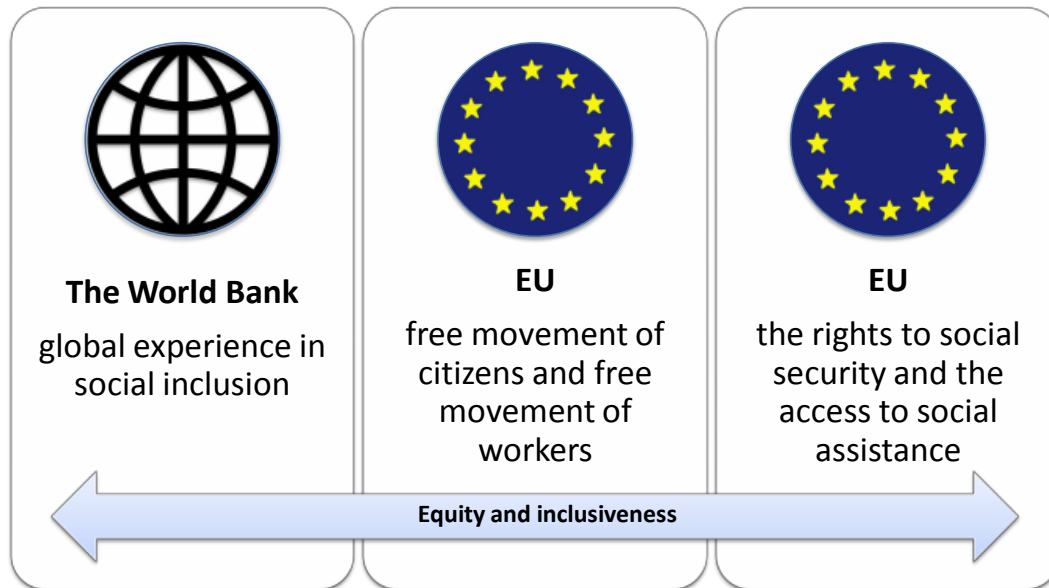 The World Bank
global experience in
social inclusion
EU
free movement of
citizens and free
movement of
workers
EU
the rights to social
security and the
access to social
assistance
Equity and inclusiveness